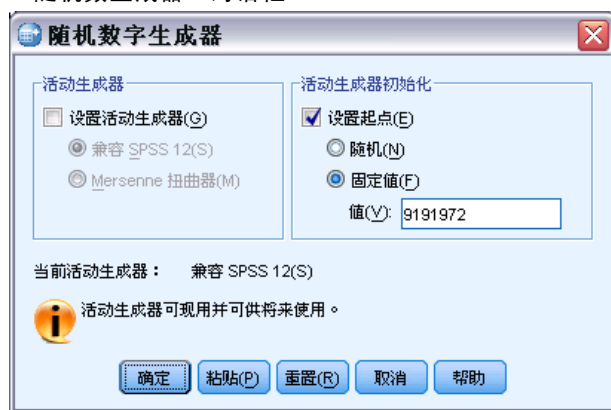 随机数字生成器
活动生成器
设置活动生成器(G)
兼容 SPSS 12(S)
Mersenne 扭曲器(M)
活动生成器初始化
设置起点(E)
随机(N)
固定值(F)
值(V): 9191972
当前活动生成器： 兼容 SPSS 12(S)
活动生成器可现用并可供将来使用。
确定 粘贴(P) 重置(R) 取消 帮助